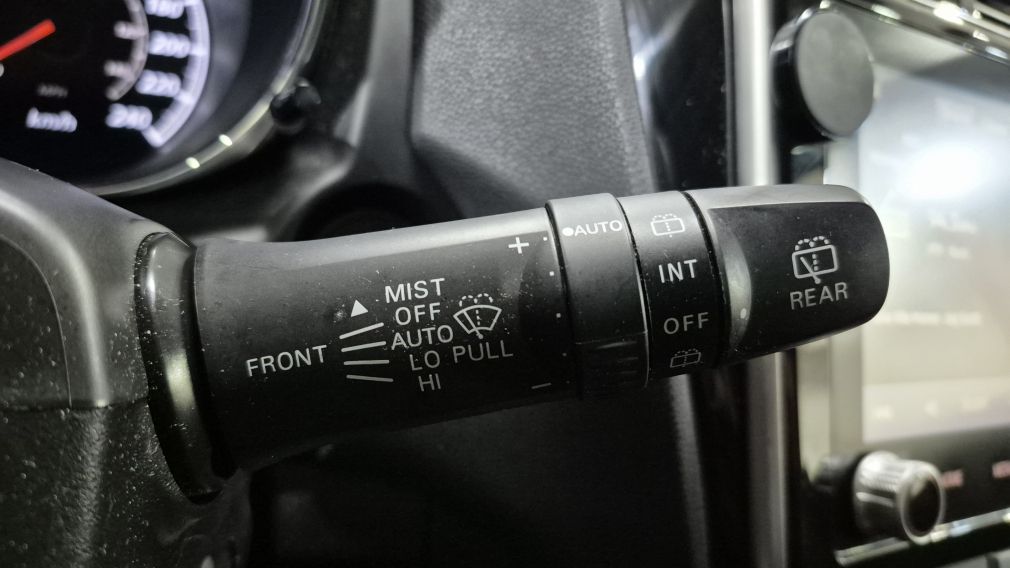 200
220
240
km/h
FRONT
MIST
OFF
AUTO
LO
HI
PULL
+
−
AUTO
INT
OFF
REAR